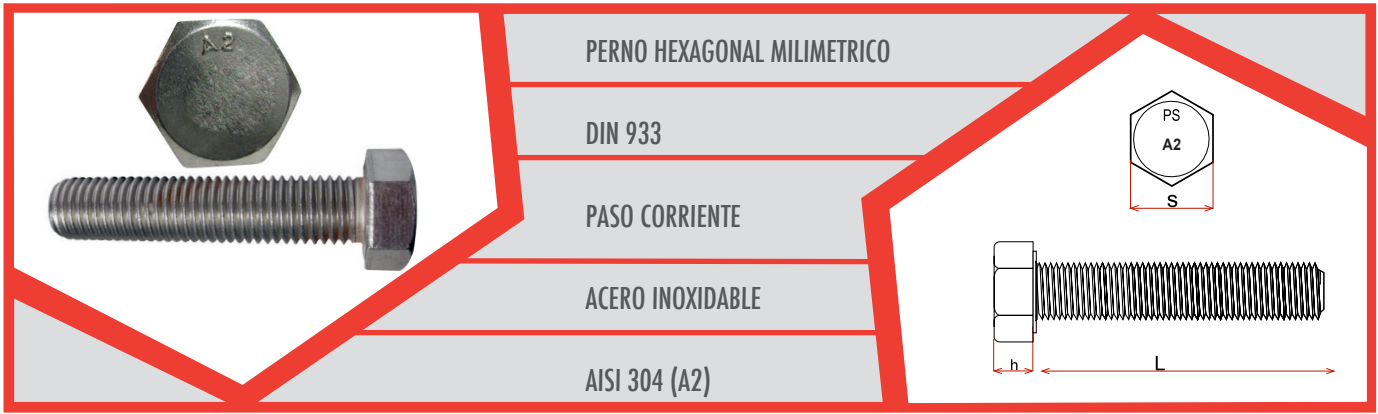 A2
PERNO HEXAGONAL MILIMETRICO
DIN 933
PASO CORRIENTE
ACERO INOXIDABLE
AISI 304 (A2)
PS
A2
S
h
L